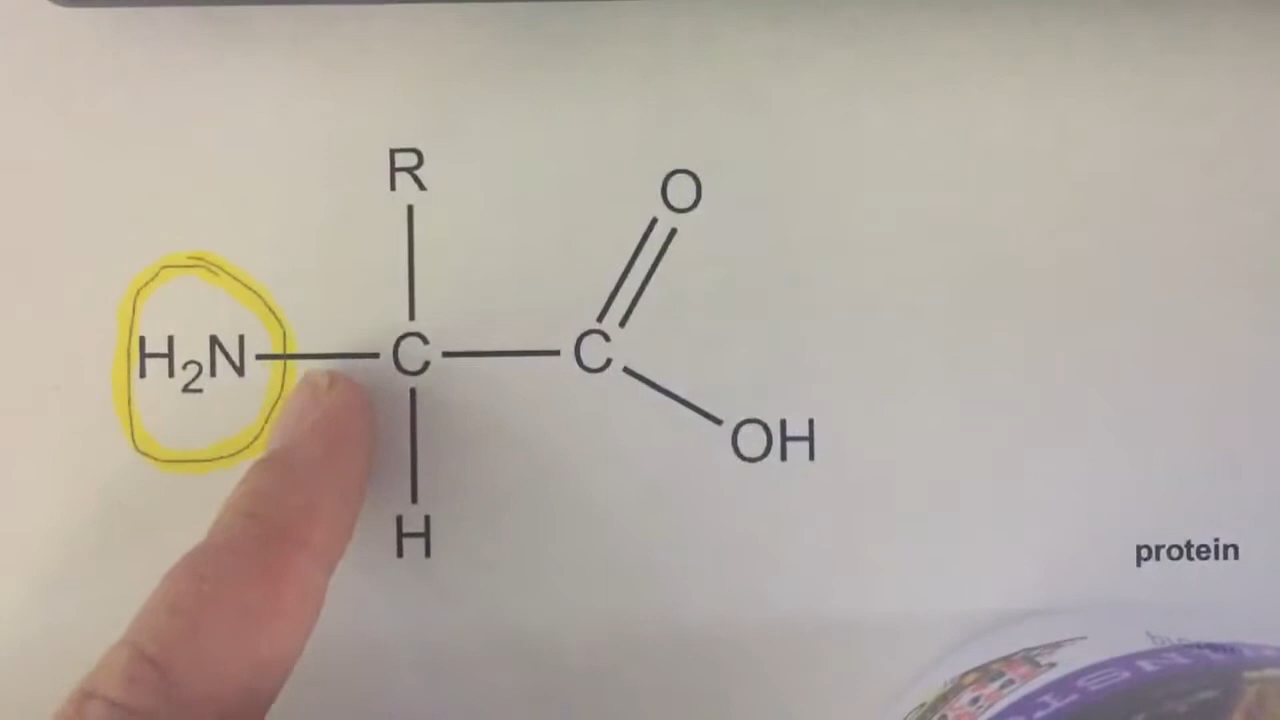 R
O
H₂N C C
OH
H
protein